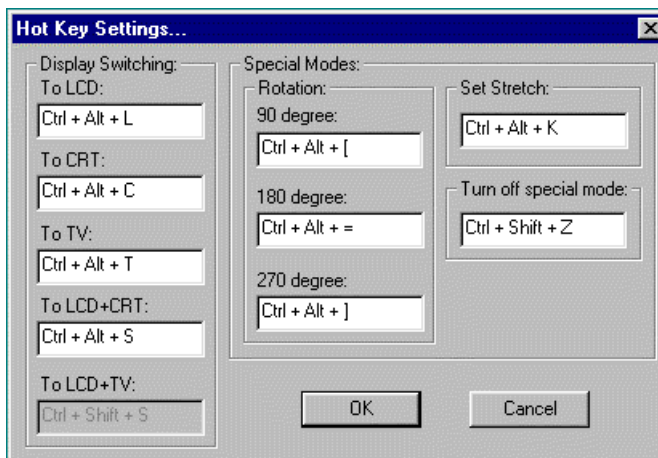 Hot Key Settings...
Display Switching:
To LCD:
Ctrl + Alt + L
To CRT:
Ctrl + Alt + C
To TV:
Ctrl + Alt + T
To LCD+CRT:
Ctrl + Alt + S
To LCD+TV:
Ctrl + Shift + S
Special Modes:
Rotation:
90 degree:
Ctrl + Alt + [
180 degree:
Ctrl + Alt + =
270 degree:
Ctrl + Alt + ]
Set Stretch:
Ctrl + Alt + K
Turn off special mode:
Ctrl + Shift + Z
OK
Cancel